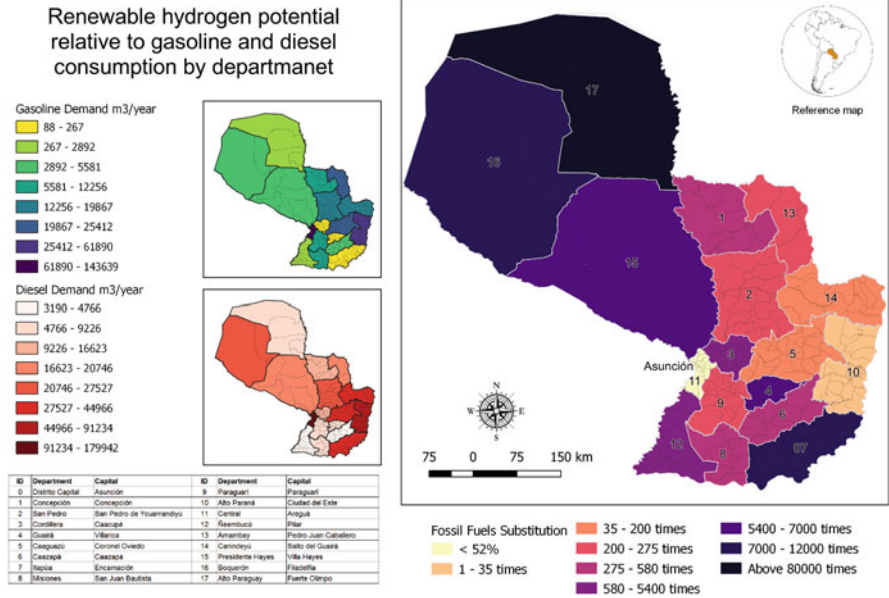 Renewable hydrogen potential
relative to gasoline and diesel
consumption by departmanet
Gasoline Demand m3/year
88 - 267
267 - 2892
2892 - 5581
5581 - 12256
12256 - 19867
19867 - 25412
25412 - 61890
61890 - 143639
Diesel Demand m3/year
3190 - 4766
4766 - 9226
9226 - 16623
16623 - 20746
20746 - 27527
27527 - 44966
44966 - 91234
91234 - 179942
ID Department Capital ID Department Capital
0 Distrito Capital Asunción 9 Paraguarí Paraguarí
1 Concepción Concepción 10 Alto Paraná Ciudad del Este
2 San Pedro San Pedro de Ycuamandiyú 11 Central Areguá
3 Cordillera Caacupé 12 Ñeembucú Pilar
4 Guairá Villarica 13 Amambay Pedro Juan Caballero
5 Caaguazú Coronel Oviedo 14 Canindeyú Salto del Guairá
6 Caazapá Caazapá 15 Presidente Hayes Villa Hayes
7 Itapúa Encarnación 16 Boquerón Filadelfia
8 Misiones San Juan Bautista 17 Alto Paraguay Fuerte Olimpo
Reference map
17
16
1
13
15
2
14
3
5
Asunción
11
10
4
9
6
12
8
07
N
W E
S
75 0 75 150 km
Fossil Fuels Substitution
< 52%
1 - 35 times
35 - 200 times
200 - 275 times
275 - 580 times
580 - 5400 times
5400 - 7000 times
7000 - 12000 times
Above 80000 times